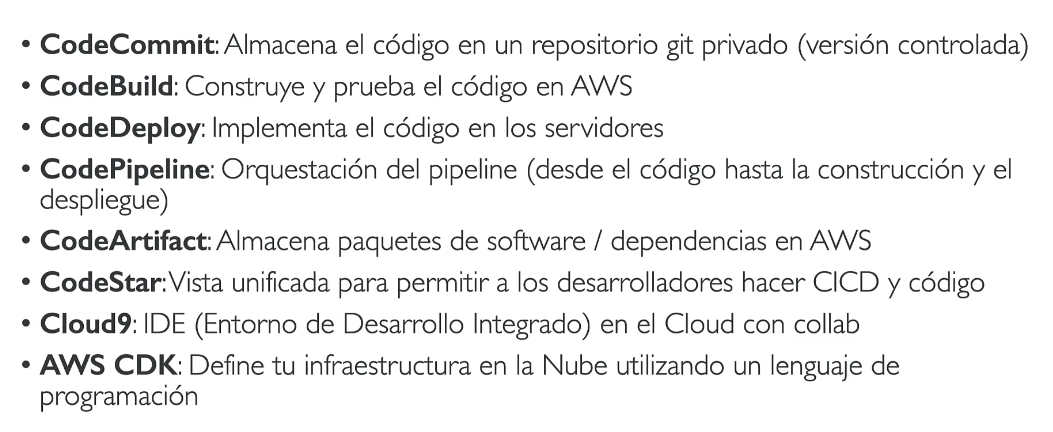 • CodeCommit: Almacena el código en un repositorio git privado (versión controlada)
• CodeBuild: Construye y prueba el código en AWS
• CodeDeploy: Implementa el código en los servidores
• CodePipeline: Orquestación del pipeline (desde el código hasta la construcción y el
despliegue)
• CodeArtifact: Almacena paquetes de software / dependencias en AWS
• CodeStar: Vista unificada para permitir a los desarrolladores hacer CICD y código
• Cloud9: IDE (Entorno de Desarrollo Integrado) en el Cloud con collab
• AWS CDK: Define tu infraestructura en la Nube utilizando un lenguaje de
programación